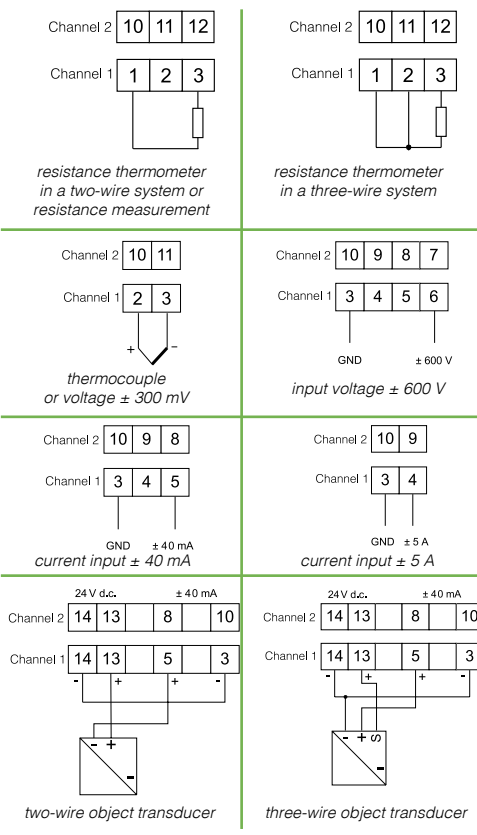 Channel 2 10 11 12
Channel 1 1 2 3
resistance thermometer
in a two-wire system or
resistance measurement
Channel 2 10 11 12
Channel 1 1 2 3
resistance thermometer
in a three-wire system
Channel 2 10 11
Channel 1 2 3
+ -
thermocouple
or voltage ± 300 mV
Channel 2 10 9 8 7
Channel 1 3 4 5 6
GND ± 600 V
input voltage ± 600 V
Channel 2 10 9 8
Channel 1 3 4 5
GND ± 40 mA
current input ± 40 mA
Channel 2 10 9
Channel 1 3 4
GND ± 5 A
current input ± 5 A
24 V d.c. ± 40 mA
Channel 2 14 13 8 10
Channel 1 14 13 5 3
- + + -
- +
two-wire object transducer
24 V d.c. ± 40 mA
Channel 2 14 13 8 10
Channel 1 14 13 5 3
- + + -
- + S
three-wire object transducer